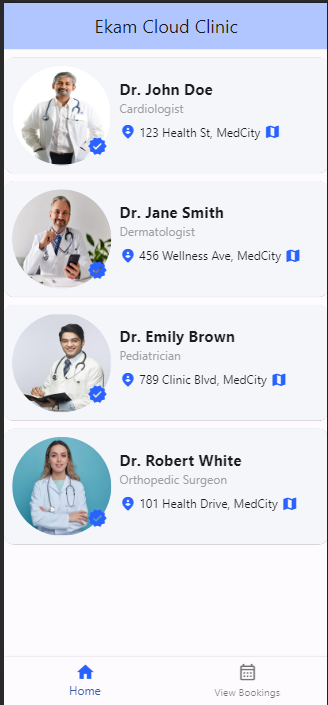 Ekam Cloud Clinic
Dr. John Doe
Cardiologist
123 Health St, MedCity
Dr. Jane Smith
Dermatologist
456 Wellness Ave, MedCity
Dr. Emily Brown
Pediatrician
789 Clinic Blvd, MedCity
Dr. Robert White
Orthopedic Surgeon
101 Health Drive, MedCity
Home
View Bookings